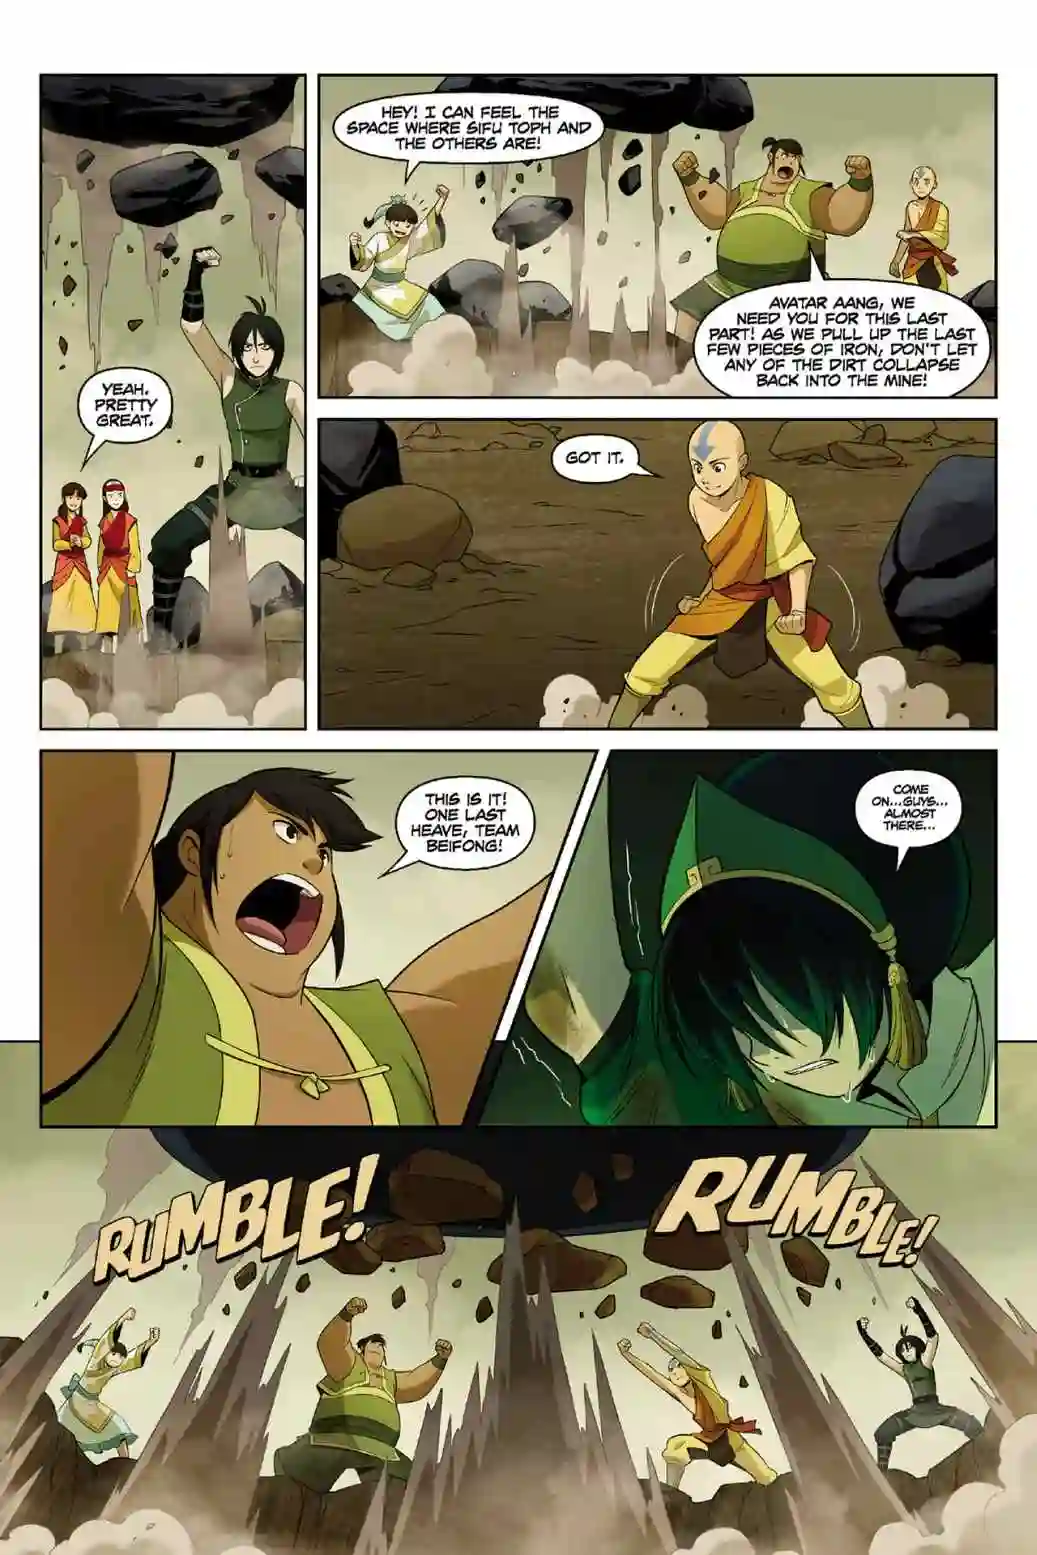 YEAH.
PRETTY
GREAT.
HEY! I CAN FEEL THE
SPACE WHERE SIFU TOPH AND
THE OTHERS ARE!
AVATAR AANG, WE
NEED YOU FOR THIS LAST
PART! AS WE PULL UP THE LAST
FEW PIECES OF IRON, DON'T LET
ANY OF THE DIRT COLLAPSE
BACK INTO THE MINE!
GOT IT.
THIS IS IT!
ONE LAST
HEAVE, TEAM
BEIFONG!
COME
ON...GUYS...
ALMOST
THERE...
RUMBLE!
RUMBLE!